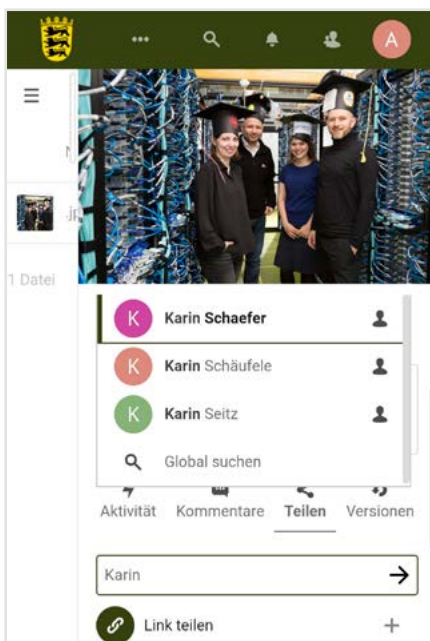 A
1 Datei
K Karin Schaefer
K Karin Schäufele
K Karin Seitz
Global suchen
Aktivität Kommentare Teilen Versionen
Karin
Link teilen